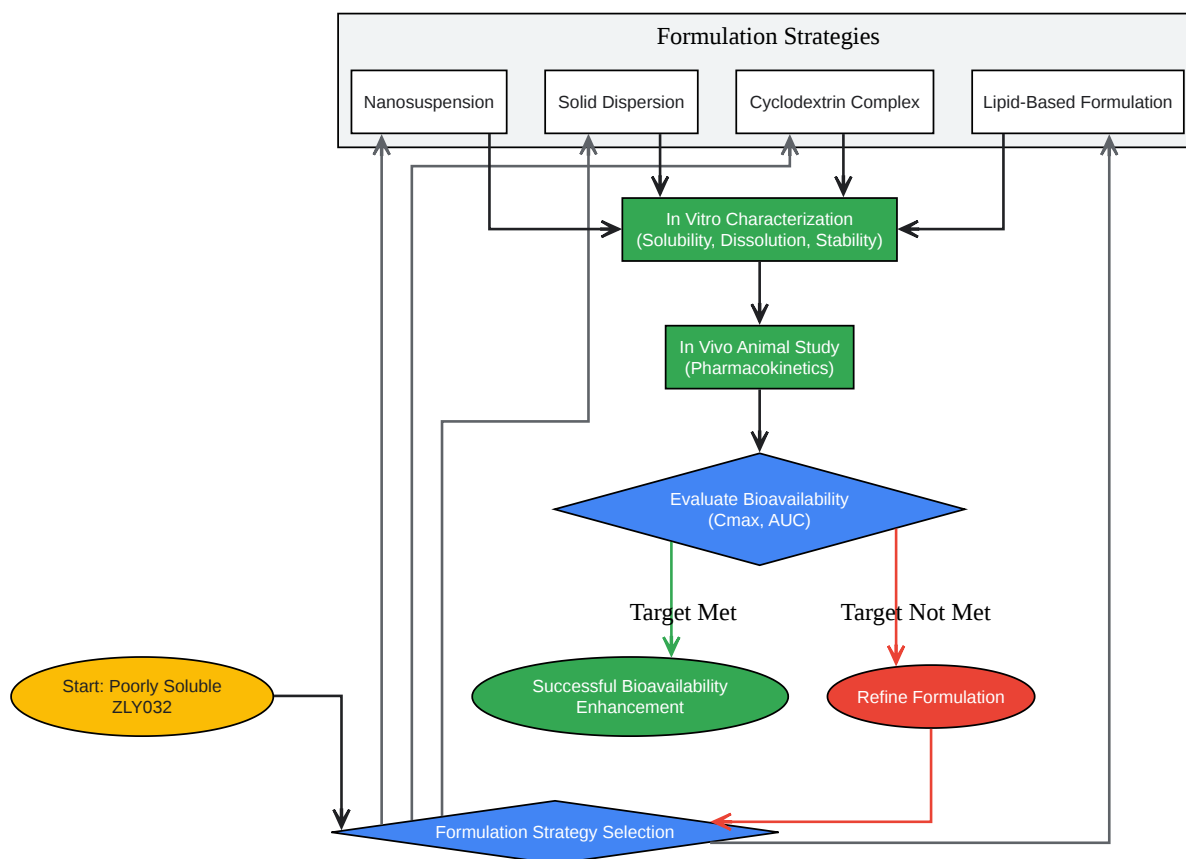 Formulation Strategies
Nanosuspension
Solid Dispersion
Cyclodextrin Complex
Lipid-Based Formulation
In Vitro Characterization
(Solubility, Dissolution, Stability)
In Vivo Animal Study
(Pharmacokinetics)
Evaluate Bioavailability
(Cmax, AUC)
Target Met
Target Not Met
Start: Poorly Soluble
ZLY032
Successful Bioavailability
Enhancement
Refine Formulation
Formulation Strategy Selection